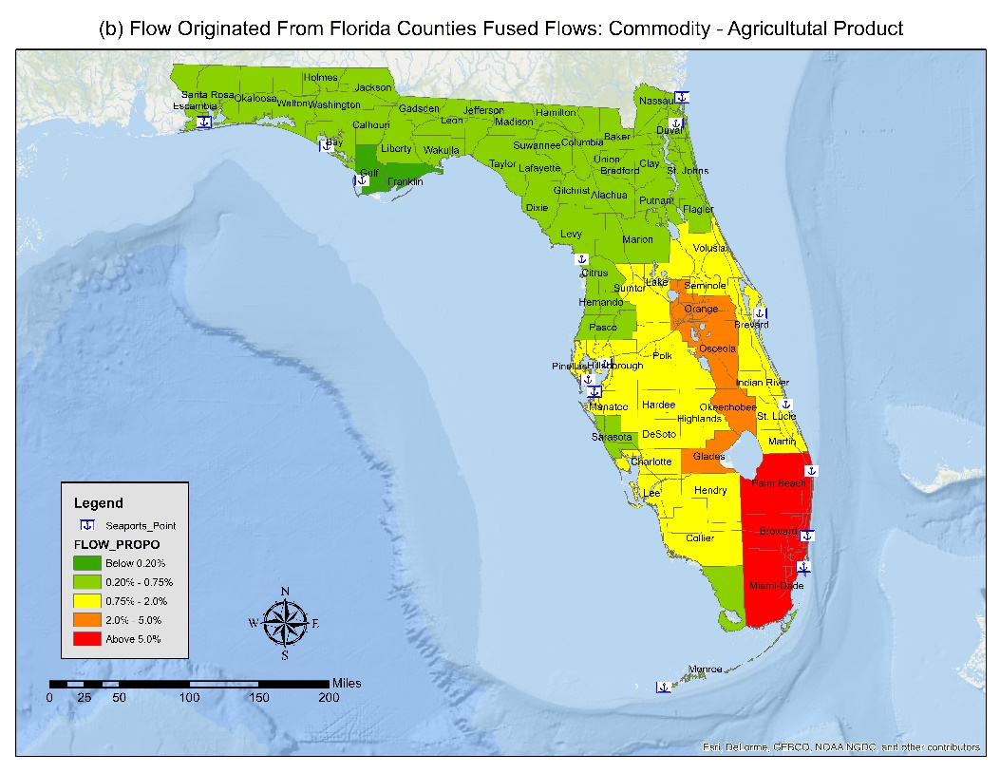 (b) Flow Originated From Florida Counties Fused Flows: Commodity - Agricultutal Product
Holmes
Jackson
Santa Rosa
Okaloosa
Walton
Washington
Escambia
Gadsden
Jefferson
Hamilton
Nassau
Calhoun
Leon
Madison
Duval
Bay
Liberty
Wakulla
Suwannee
Columbia
Baker
Gulf
Franklin
Taylor
Lafayette
Union
Bradford
Clay
St. Johns
Gilchrist
Alachua
Putnam
Dixie
Flagler
Levy
Marion
Volusia
Citrus
Sumter
Lake
Seminole
Hernando
Orange
Pasco
Brevard
Osceola
Polk
Pinellas
Hillsborough
Indian River
Manatee
Hardee
Okeechobee
Highlands
St. Lucie
Sarasota
DeSoto
Martin
Charlotte
Glades
Palm Beach
Lee
Hendry
Collier
Broward
Miami-Dade
Monroe
Legend
Seaports_Point
FLOW_PROPO
Below 0.20%
0.20% - 0.75%
0.75% - 2.0%
2.0% - 5.0%
Above 5.0%
N
W E
S
Miles
0 25 50 100 150 200
Esri, DeLorme, GEBCO, NOAA NGDC, and other contributors